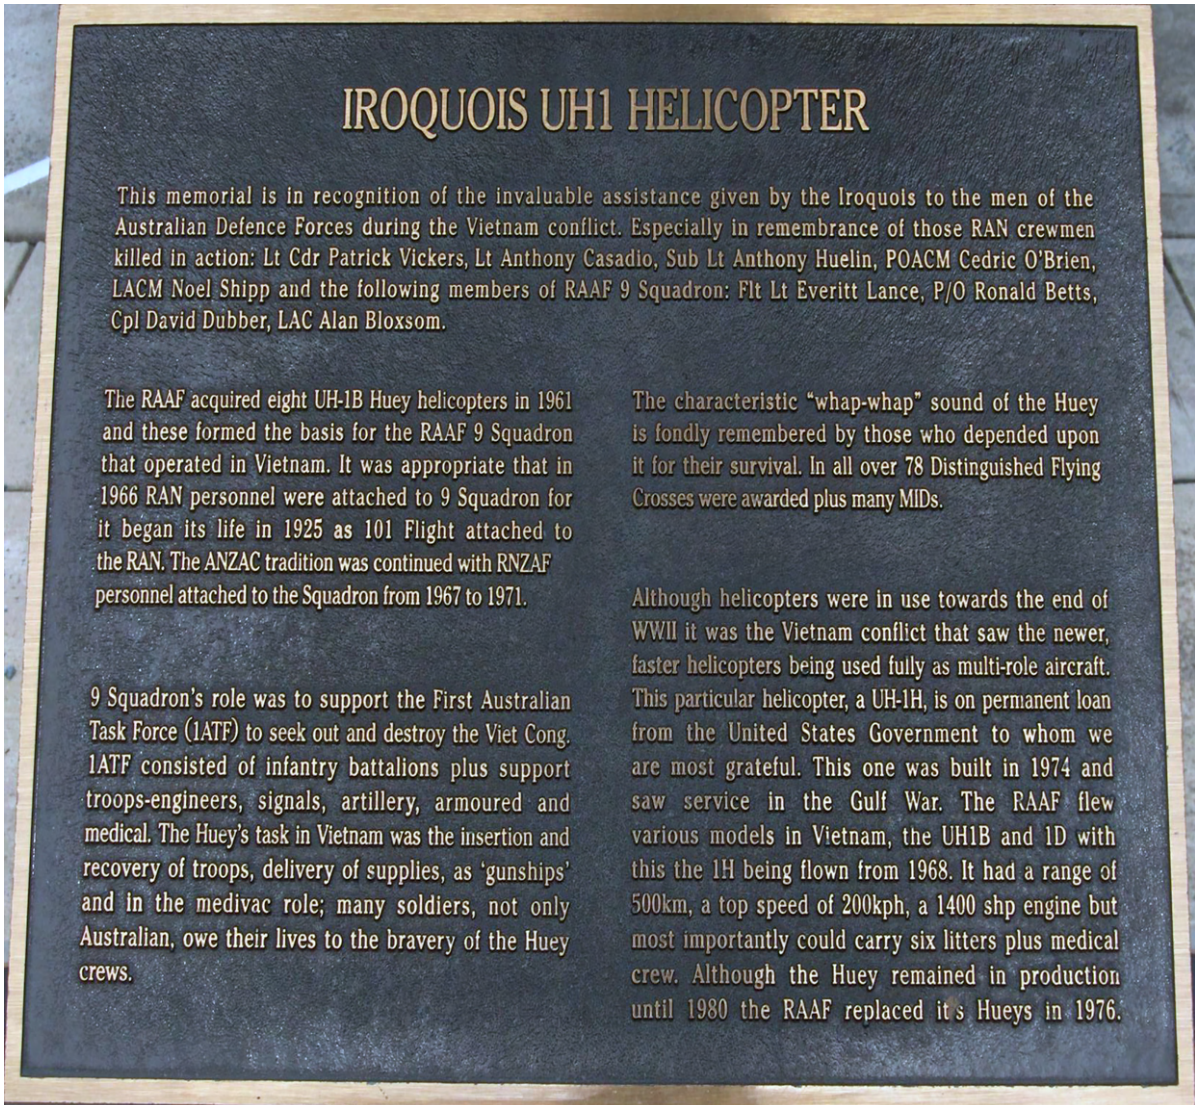 IROQUOIS UH1 HELICOPTER
This memorial is in recognition of the invaluable assistance given by the Iroquois to the men of the
Australian Defence Forces during the Vietnam conflict. Especially in remembrance of those RAN crewmen
killed in action: Lt Cdr Patrick Vickers, Lt Anthony Casadio, Sub Lt Anthony Huelin, POACM Cedric O'Brien,
LACM Noel Shipp and the following members of RAAF 9 Squadron: Flt Lt Everitt Lance, P/O Ronald Betts,
Cpl David Dubber, LAC Alan Bloxsom.
The RAAF acquired eight UH-1B Huey helicopters in 1961
and these formed the basis for the RAAF 9 Squadron
that operated in Vietnam. It was appropriate that in
1966 RAN personnel were attached to 9 Squadron for
it began its life in 1925 as 101 Flight attached to
the RAN. The ANZAC tradition was continued with RNZAF
personnel attached to the Squadron from 1967 to 1971.
9 Squadron's role was to support the First Australian
Task Force (1ATF) to seek out and destroy the Viet Cong.
1ATF consisted of infantry battalions plus support
troops-engineers, signals, artillery, armoured and
medical. The Huey's task in Vietnam was the insertion and
recovery of troops, delivery of supplies, as 'gunships'
and in the medivac role; many soldiers, not only
Australian, owe their lives to the bravery of the Huey
crews.
The characteristic "whap-whap" sound of the Huey
is fondly remembered by those who depended upon
it for their survival. In all over 78 Distinguished Flying
Crosses were awarded plus many MIDs.
Although helicopters were in use towards the end of
WWII it was the Vietnam conflict that saw the newer,
faster helicopters being used fully as multi-role aircraft.
This particular helicopter, a UH-1H, is on permanent loan
from the United States Government to whom we
are most grateful. This one was built in 1974 and
saw service in the Gulf War. The RAAF flew
various models in Vietnam, the UH1B and 1D with
this the 1H being flown from 1968. It had a range of
500km, a top speed of 200kph, a 1400 shp engine but
most importantly could carry six litters plus medical
crew. Although the Huey remained in production
until 1980 the RAAF replaced it's Hueys in 1976.